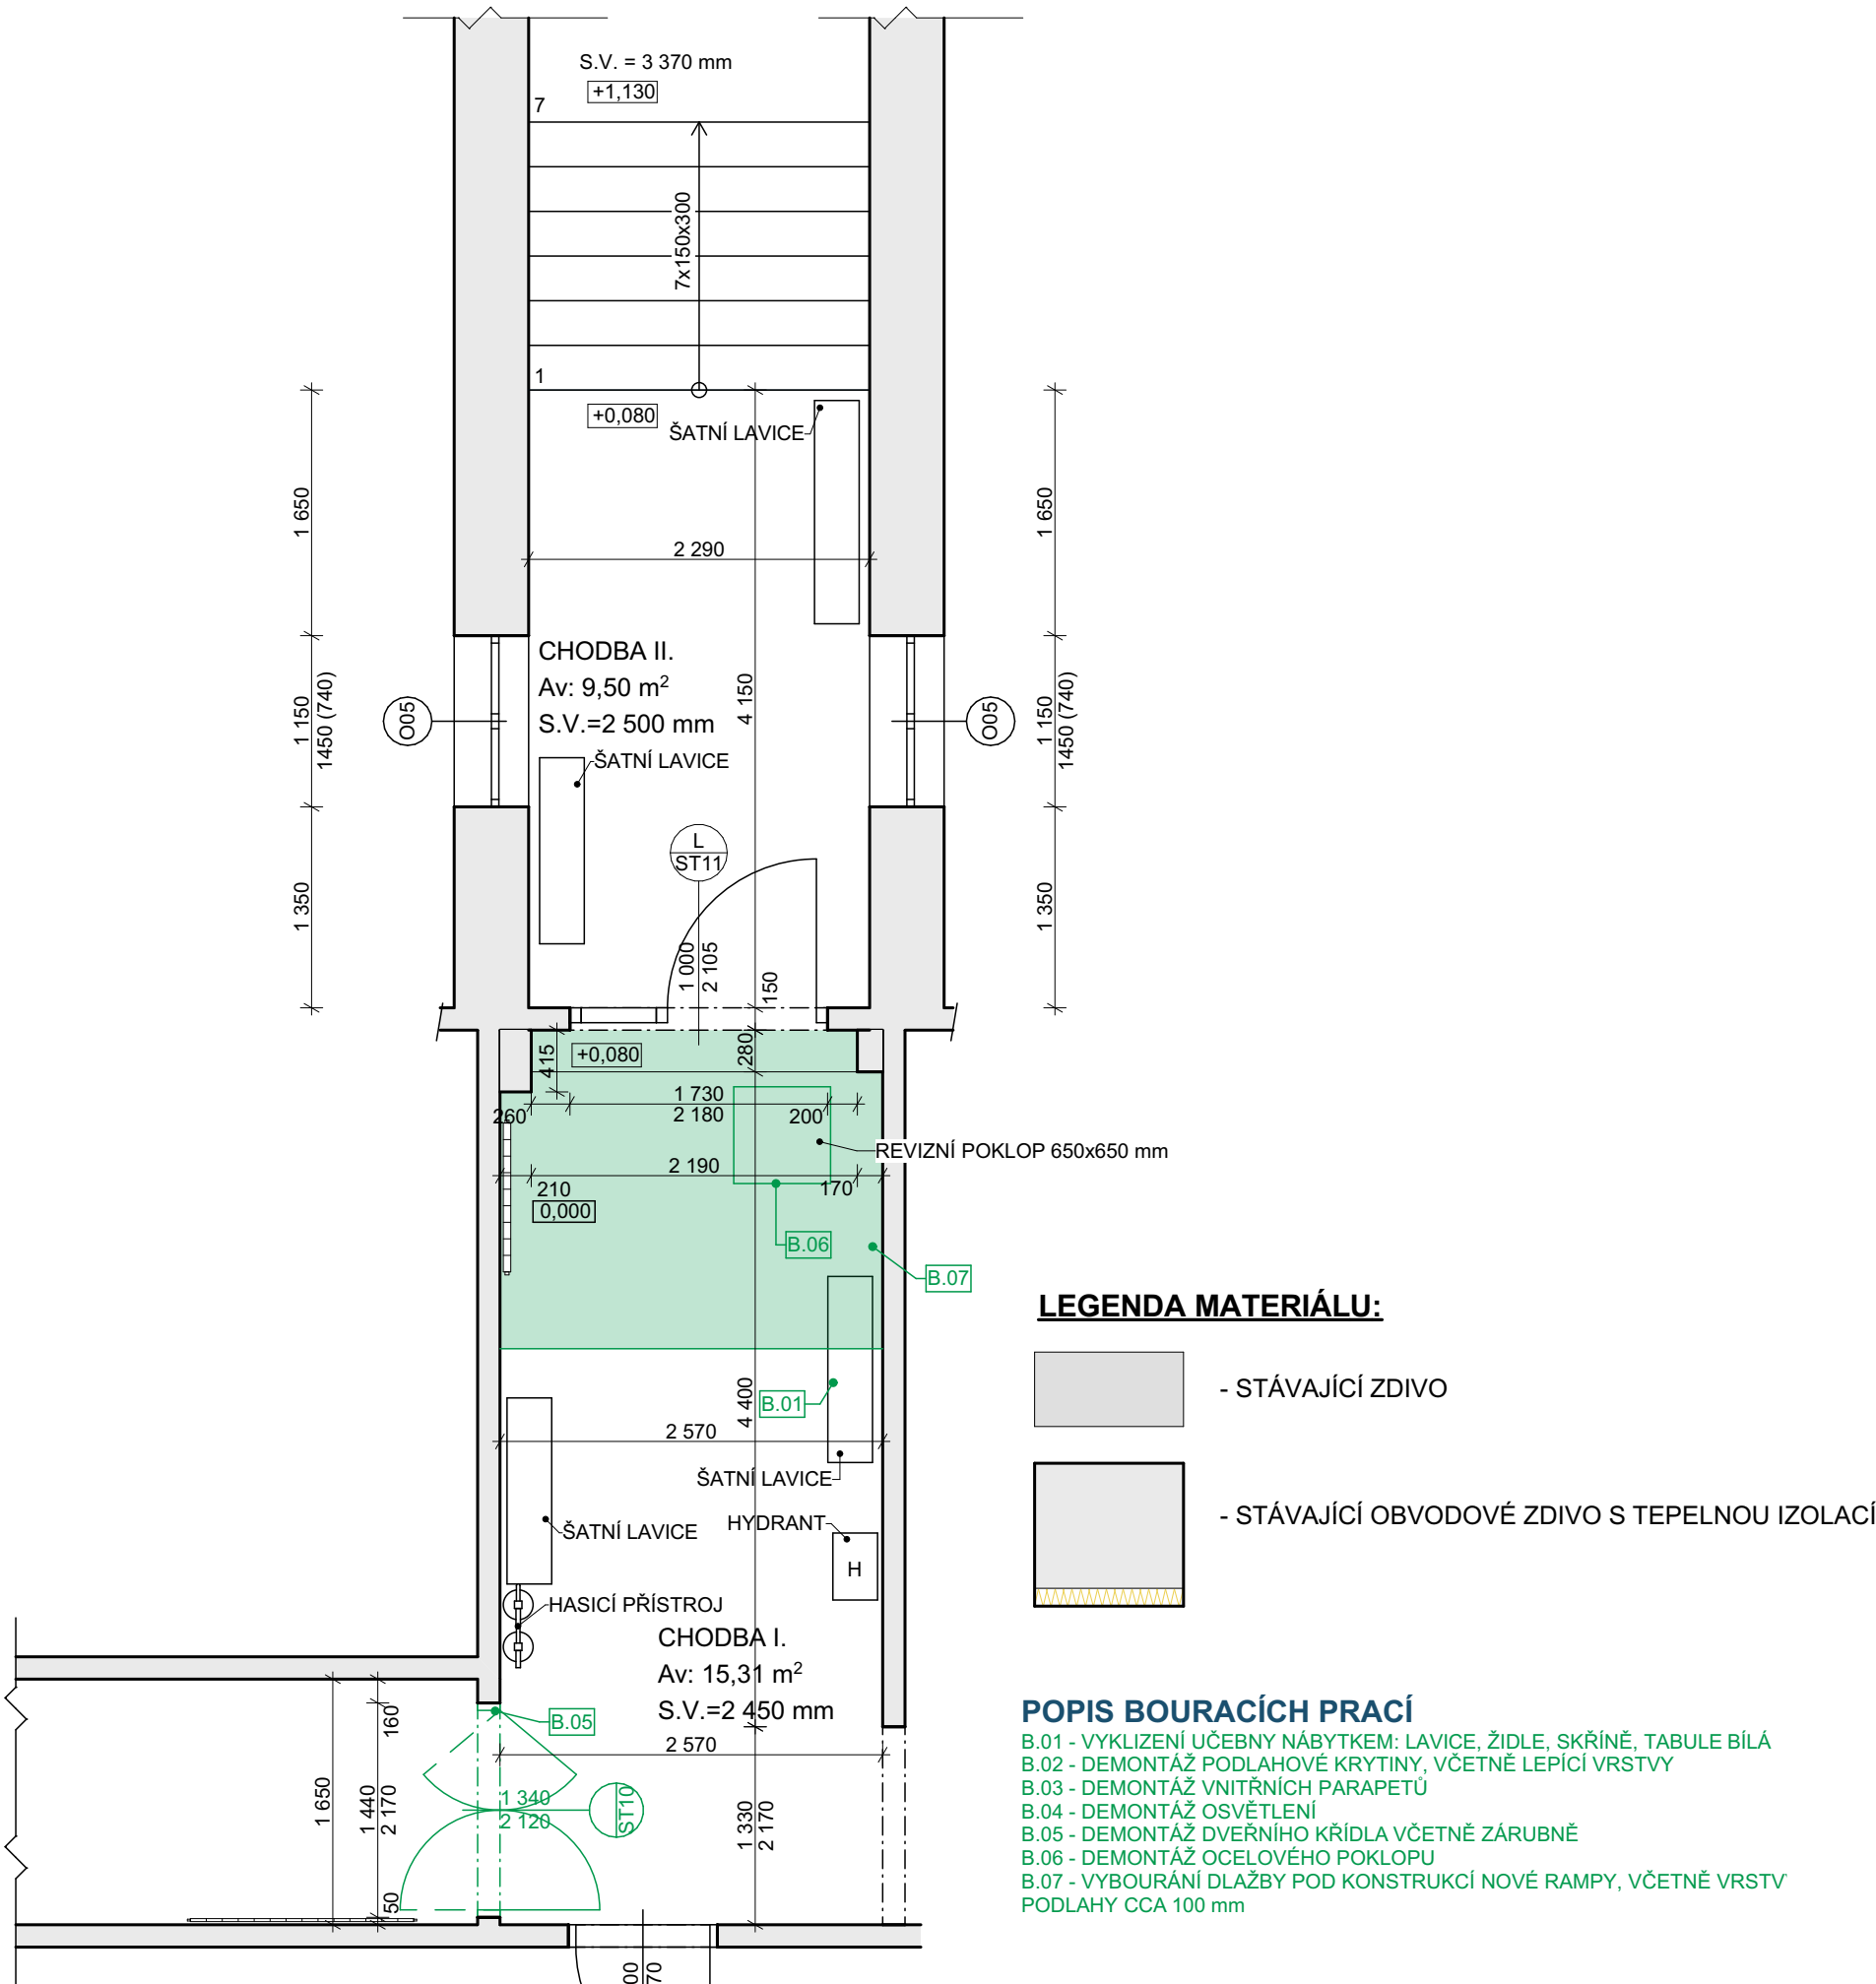 S.V. = 3 370 mm
+1,130
7
7x150x300
1
+0,080
ŠATNÍ LAVICE
1 650
1 650
2 290
CHODBA II.
Av: 9,50 m²
S.V.=2 500 mm
4 150
O05
1 150
1450 (740)
O05
1 150
1450 (740)
ŠATNÍ LAVICE
L
ST11
1 350
1 350
1 000
2 105
150
415
+0,080
280
1 730
260
2 180
200
REVIZNÍ POKLOP 650x650 mm
2 190
210
170
0,000
B.06
B.07
LEGENDA MATERIÁLU:
- STÁVAJÍCÍ ZDIVO
4 400
B.01
2 570
ŠATNÍ LAVICE
- STÁVAJÍCÍ OBVODOVÉ ZDIVO S TEPELNOU IZOLACÍ
HYDRANT
ŠATNÍ LAVICE
H
HASICÍ PŘÍSTROJ
CHODBA I.
Av: 15,31 m²
S.V.=2 450 mm
160
B.05
2 570
1 650
1 440
2 170
1 340
2 120
ST10
1 330
2 170
50
POPIS BOURACÍCH PRACÍ
B.01 - VYKLIZENÍ UČEBNY NÁBYTKEM: LAVICE, ŽIDLE, SKŘÍNĚ, TABULE BÍLÁ
B.02 - DEMONTÁŽ PODLAHOVÉ KRYTINY, VČETNĚ LEPÍCÍ VRSTVY
B.03 - DEMONTÁŽ VNITŘNÍCH PARAPETŮ
B.04 - DEMONTÁŽ OSVĚTLENÍ
B.05 - DEMONTÁŽ DVEŘNÍHO KŘÍDLA VČETNĚ ZÁRUBNĚ
B.06 - DEMONTÁŽ OCELOVÉHO POKLOPU
B.07 - VYBOURÁNÍ DLAŽBY POD KONSTRUKCÍ NOVÉ RAMPY, VČETNĚ VRSTV
PODLAHY CCA 100 mm
00
70